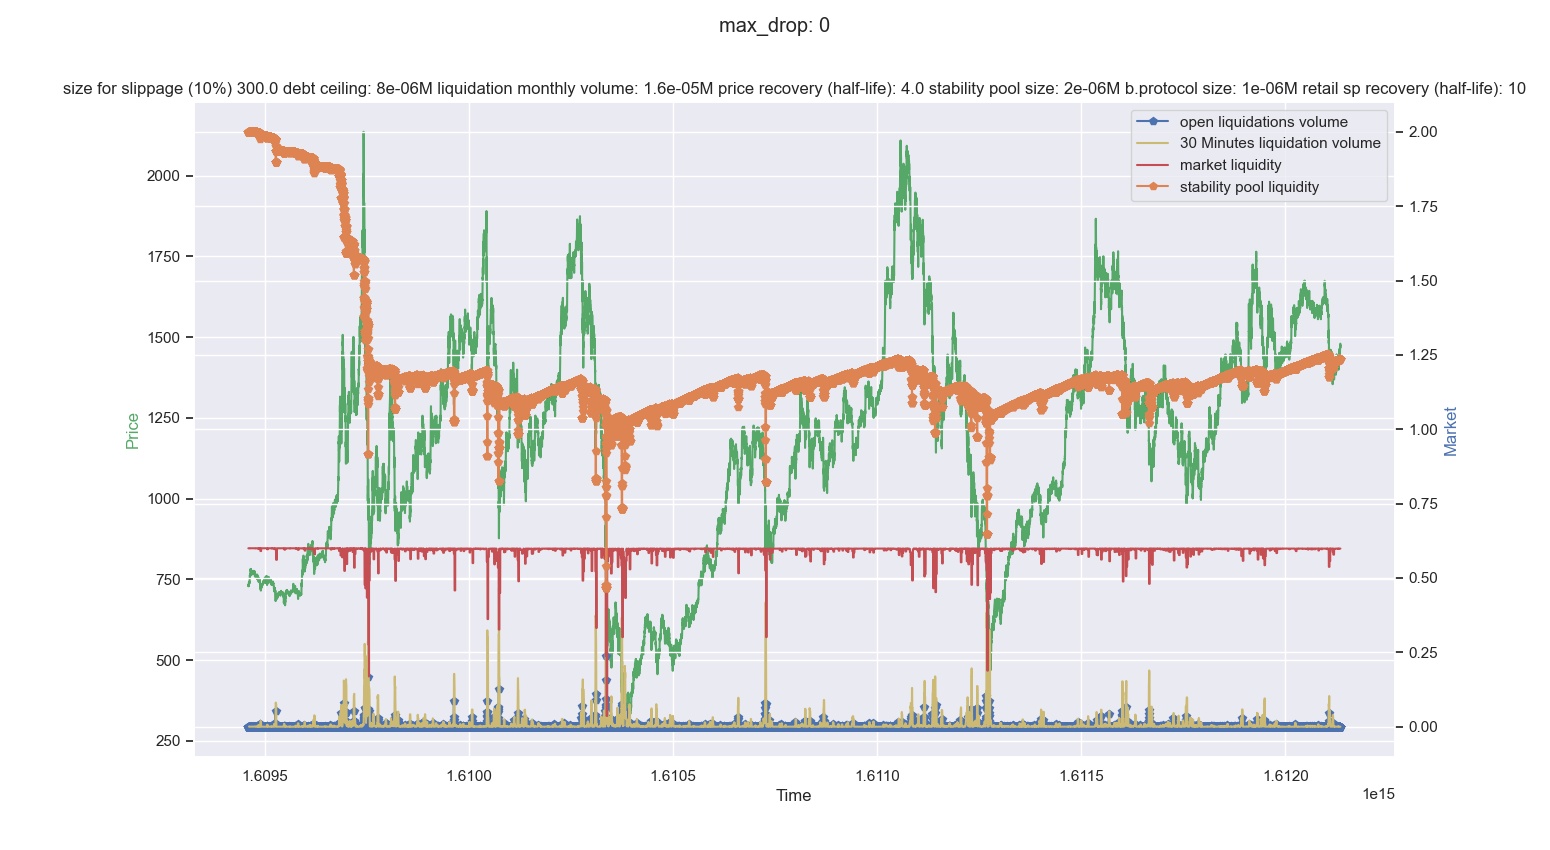 max_drop: 0
size for slippage (10%) 300.0 debt ceiling: 8e-06M liquidation monthly volume: 1.6e-05M price recovery (half-life): 4.0 stability pool size: 2e-06M b.protocol size: 1e-06M retail sp recovery (half-life): 10
open liquidations volume
30 Minutes liquidation volume
market liquidity
stability pool liquidity
2000
1750
1500
1250
1000
750
500
250
Price
2.00
1.75
1.50
1.25
1.00
0.75
0.50
0.25
0.00
Market
1.6095
1.6100
1.6105
1.6110
1.6115
1.6120
Time
1e15